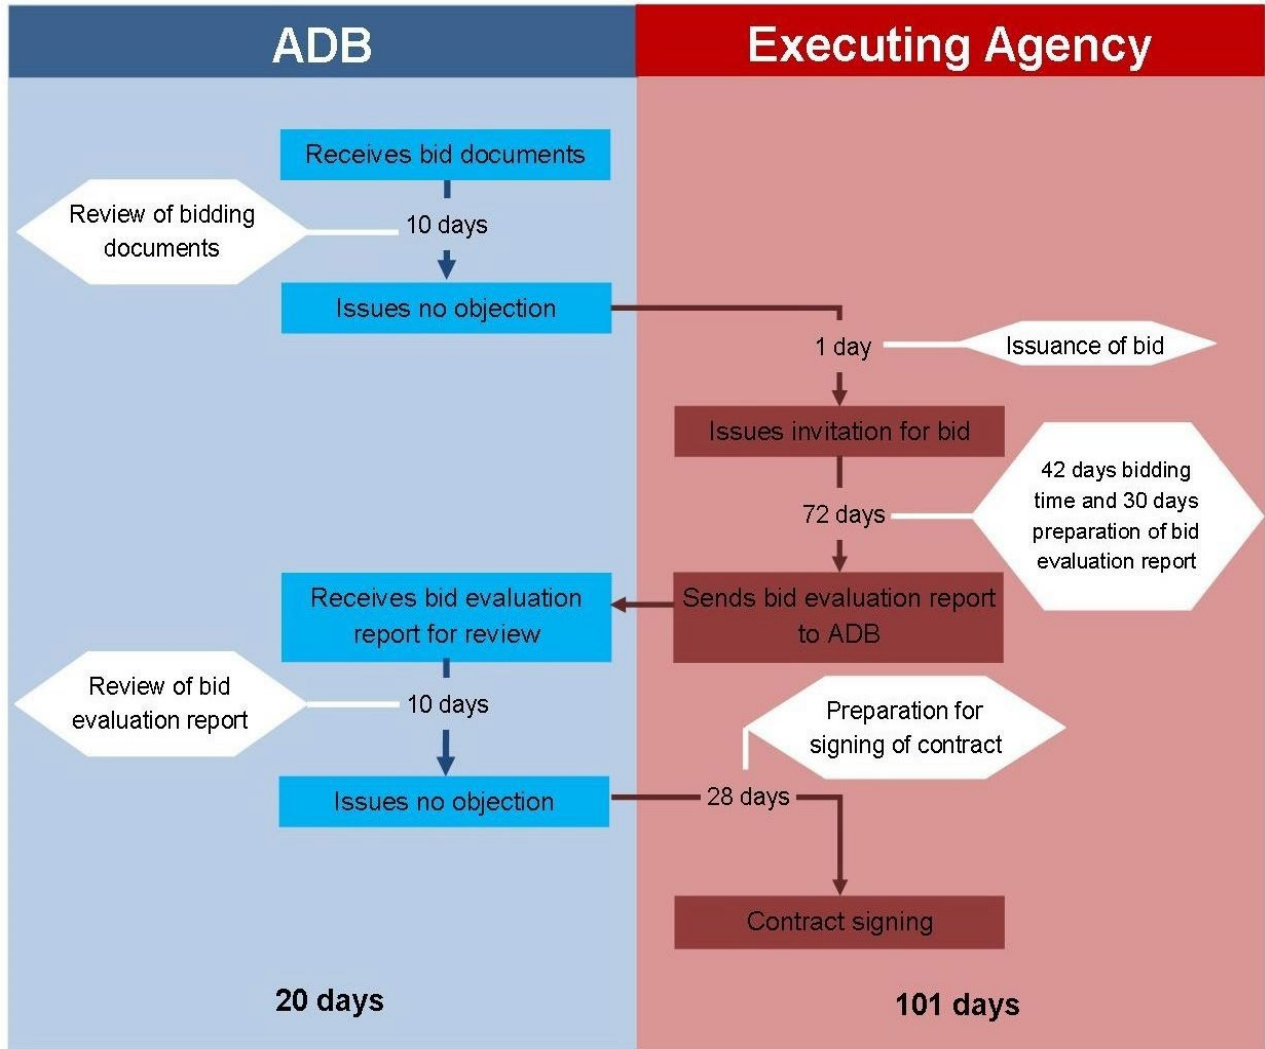 ADB
Executing Agency
Receives bid documents
Review of bidding
documents
10 days
Issues no objection
1 day
Issuance of bid
Issues invitation for bid
42 days bidding
time and 30 days
preparation of bid
evaluation report
72 days
Sends bid evaluation report
to ADB
Receives bid evaluation
report for review
Review of bid
evaluation report
10 days
Issues no objection
Preparation for
signing of contract
28 days
Contract signing
20 days
101 days